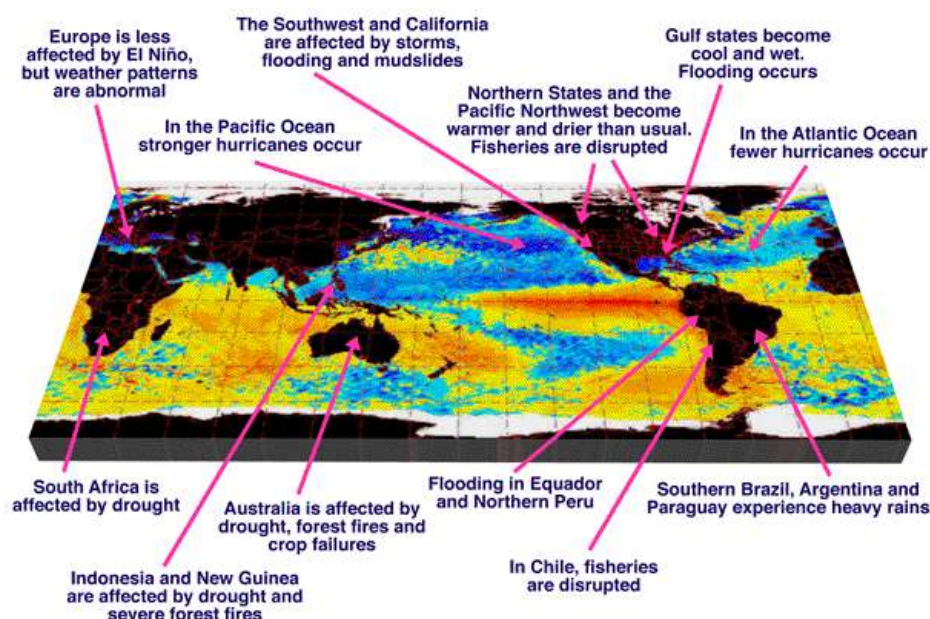 Europe is less
affected by El Niño,
but weather patterns
are abnormal
The Southwest and California
are affected by storms,
flooding and mudslides
Gulf states become
cool and wet.
Flooding occurs
In the Pacific Ocean
stronger hurricanes occur
Northern States and the
Pacific Northwest become
warmer and drier than usual.
Fisheries are disrupted
In the Atlantic Ocean
fewer hurricanes occur
South Africa is
affected by drought
Australia is affected by
drought, forest fires and
crop failures
Flooding in Equador
and Northern Peru
Southern Brazil, Argentina and
Paraguay experience heavy rains
Indonesia and New Guinea
are affected by drought and
severe forest fires
In Chile, fisheries
are disrupted